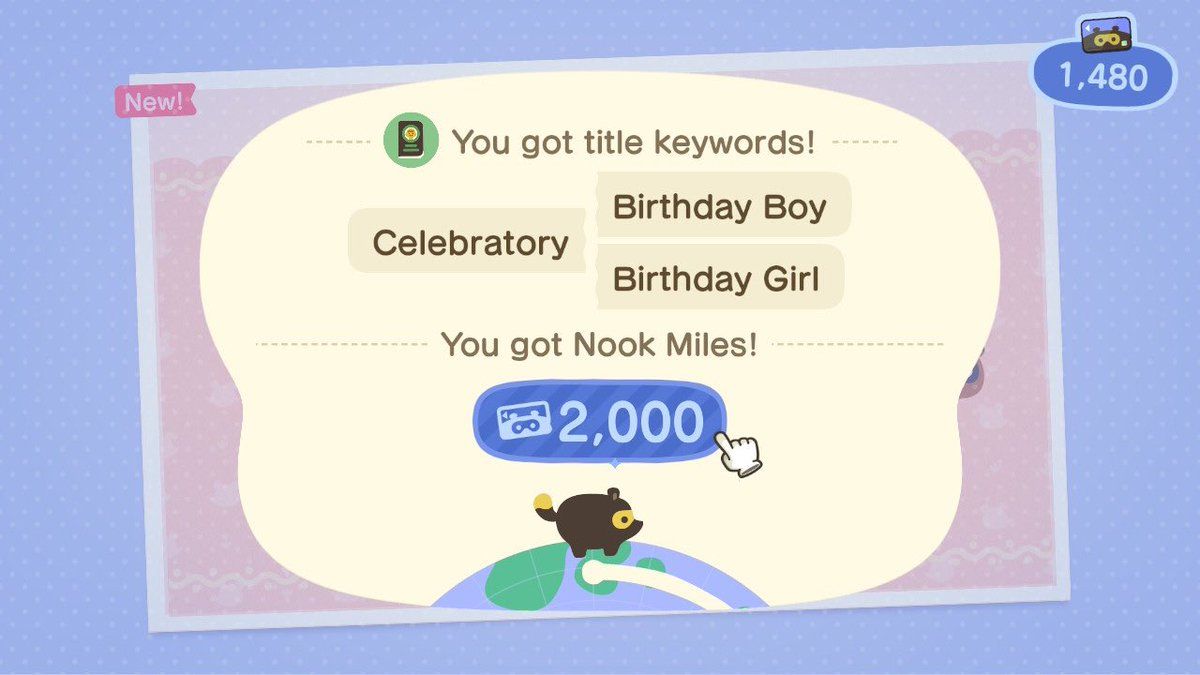 New!
1,480
You got title keywords!
Celebratory
Birthday Boy
Birthday Girl
You got Nook Miles!
2,000